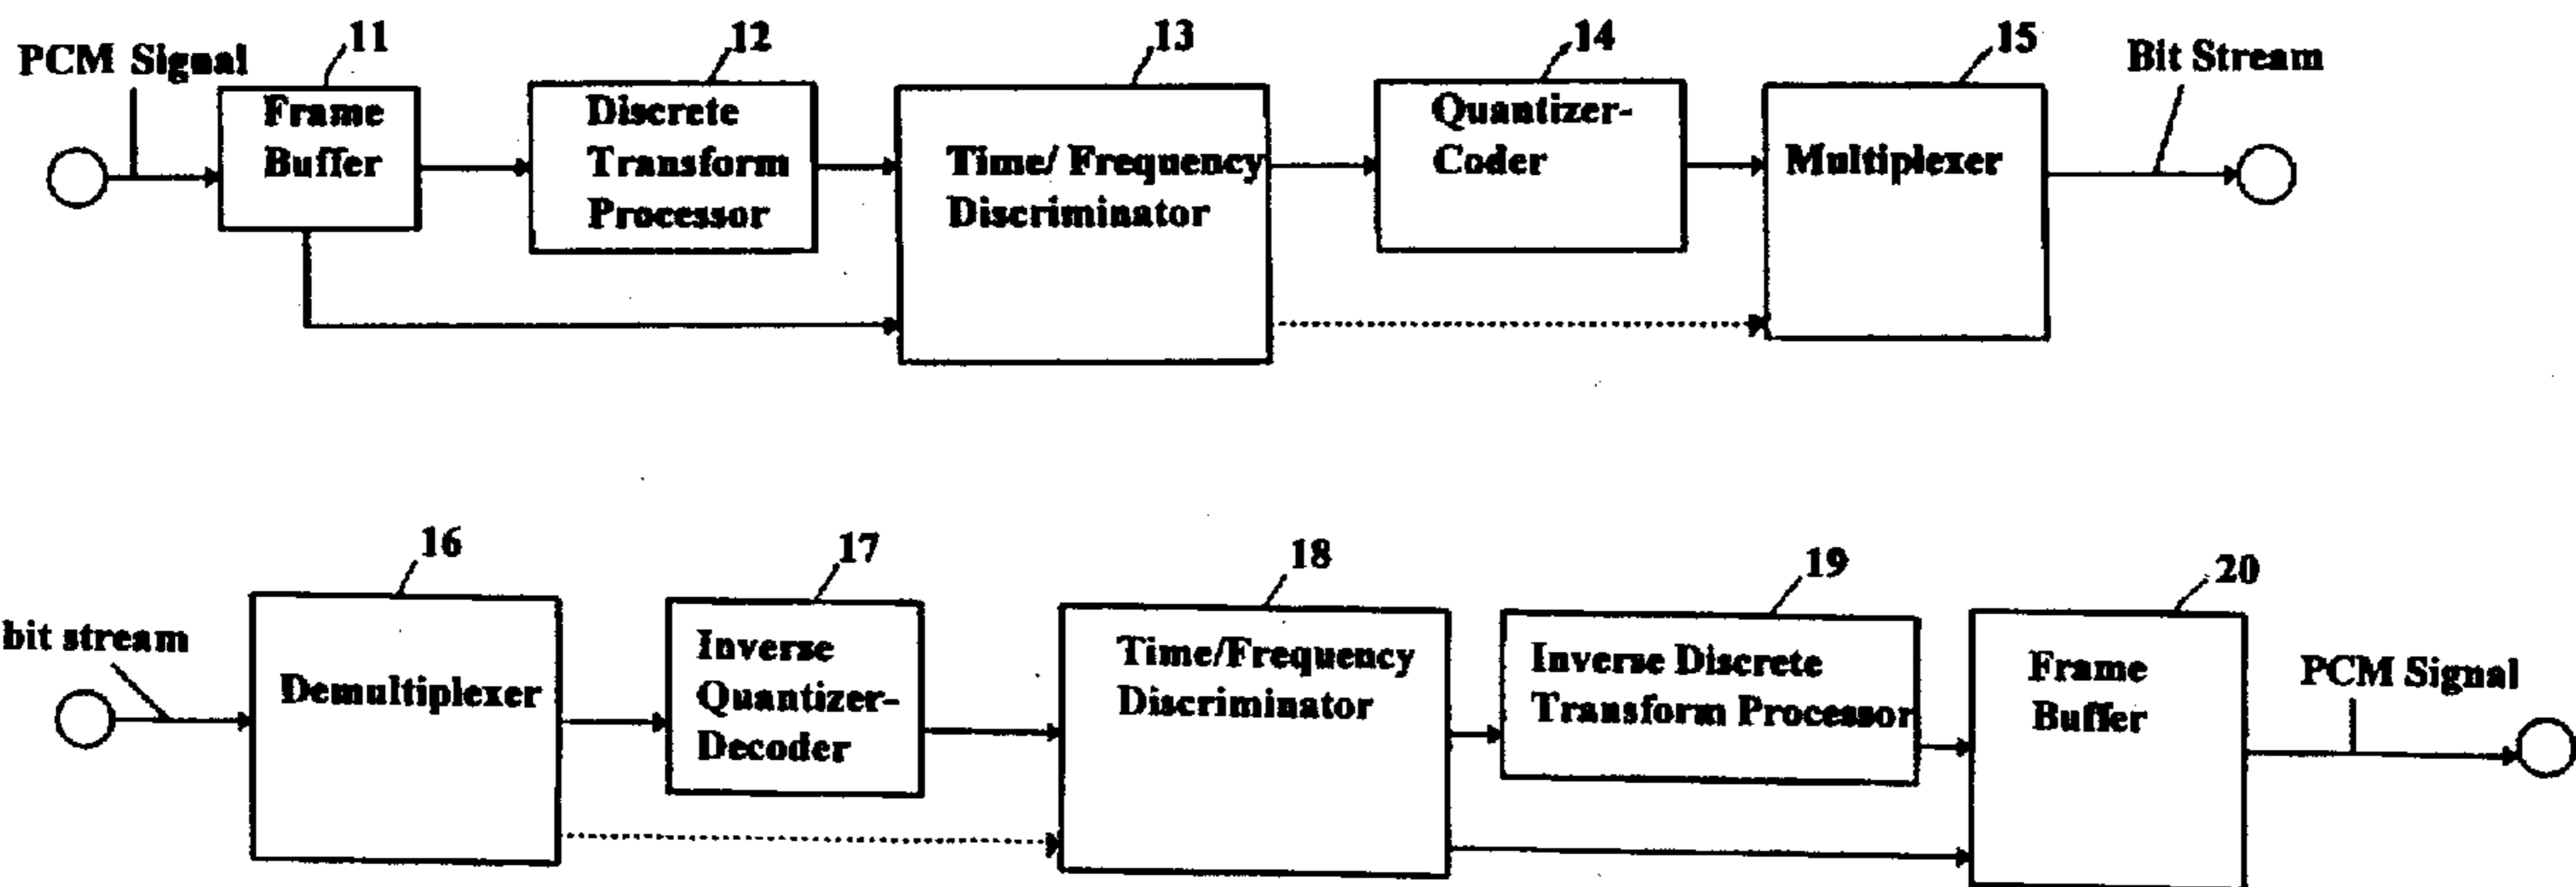 11
12
13
14
15
PCM Signal
Bit Stream
Frame
Buffer
Discrete
Transform
Processor
Time/ Frequency
Discriminator
Quantizer-
Coder
Multiplexer
16
17
18
19
20
bit stream
Demultiplexer
Inverse
Quantizer-
Decoder
Time/Frequency
Discriminator
Inverse Discrete
Transform Processor
Frame
Buffer
PCM Signal